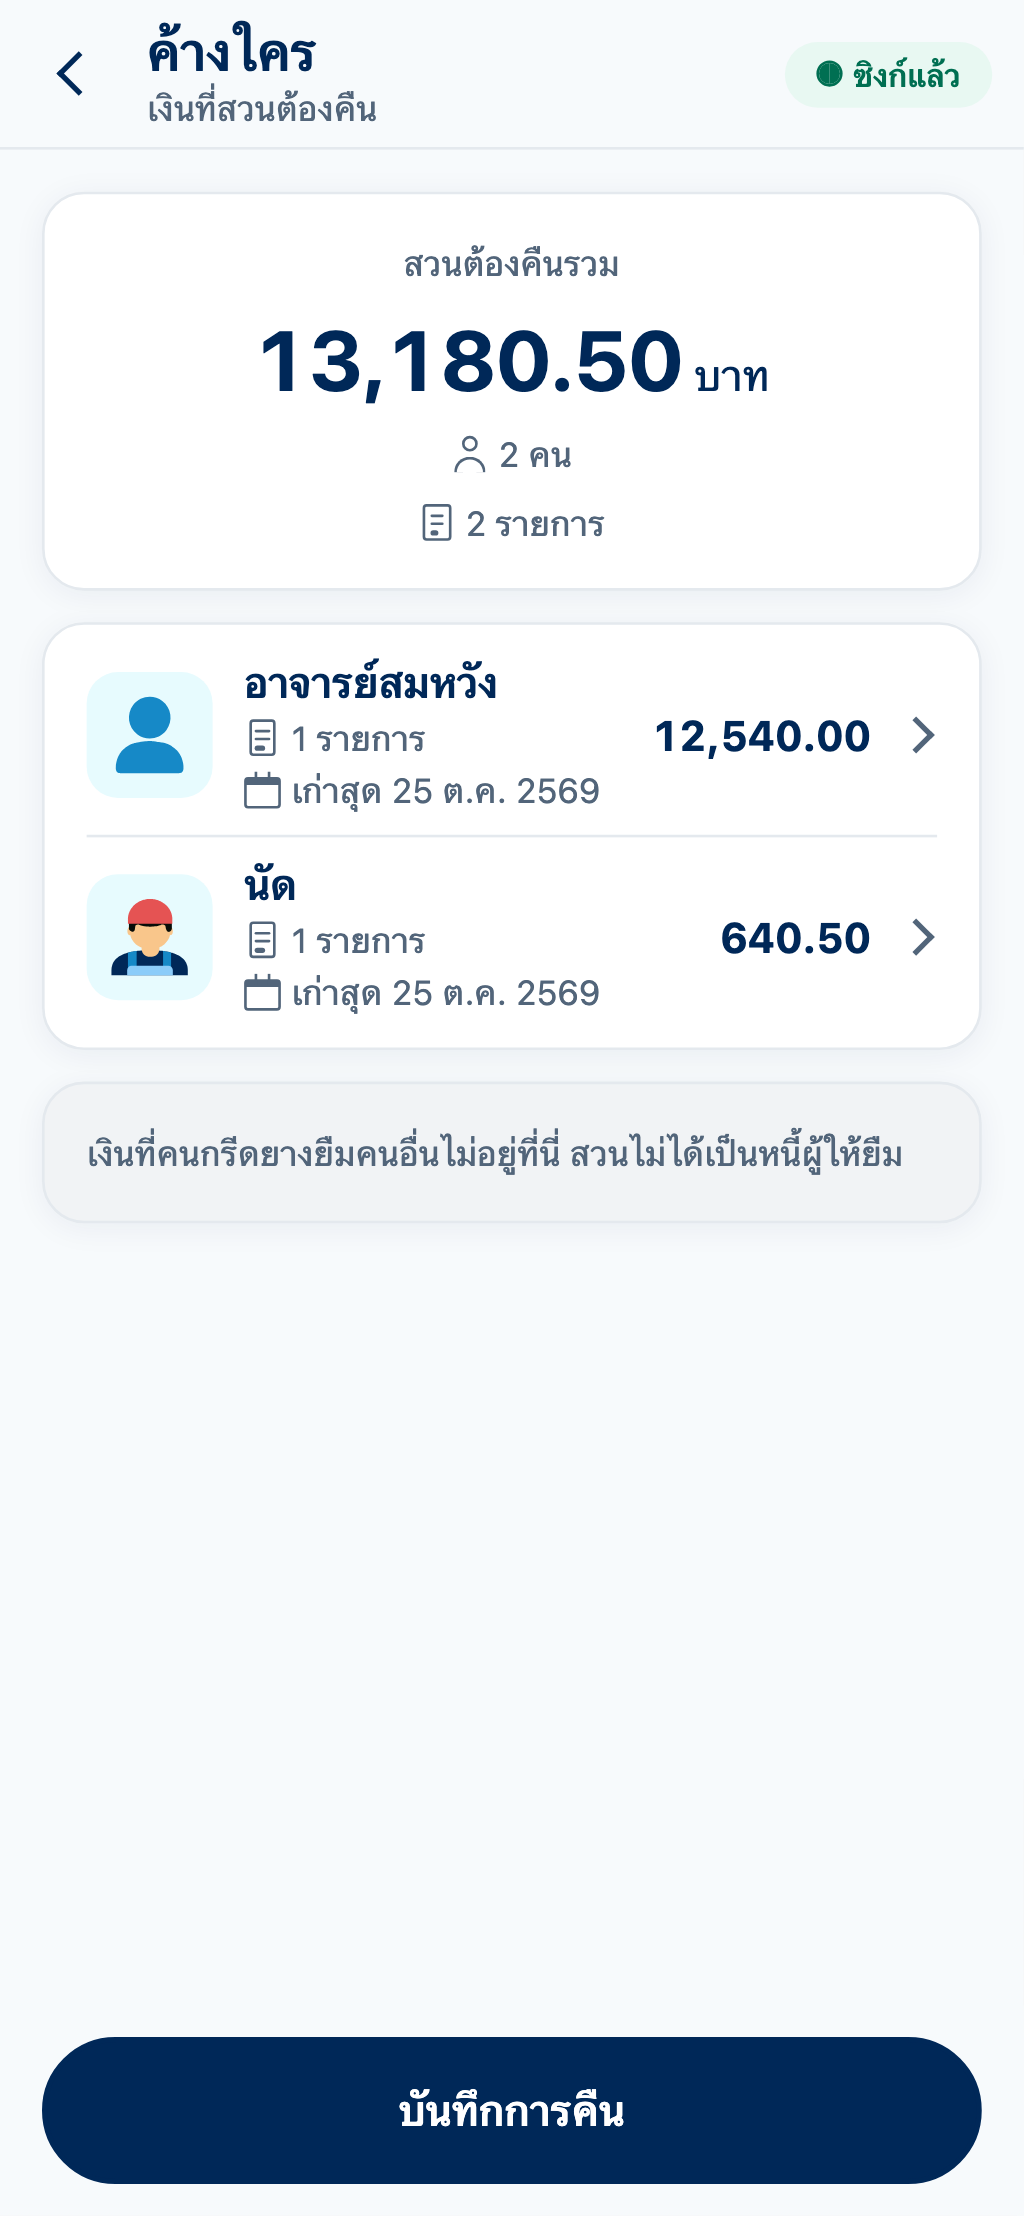 ค้างใคร
เงินที่สวนต้องคืน
ซิงก์แล้ว
สวนต้องคืนรวม
13,180.50 บาท
2 คน
2 รายการ
อาจารย์สมหวัง
1 รายการ
12,540.00
เก่าสุด 25 ต.ค. 2569
นัด
1 รายการ
640.50
เก่าสุด 25 ต.ค. 2569
เงินที่คนกรีดยางยืมคนอื่นไม่อยู่ที่นี่ สวนไม่ได้เป็นหนี้ผู้ให้ยืม
บันทึกการคืน